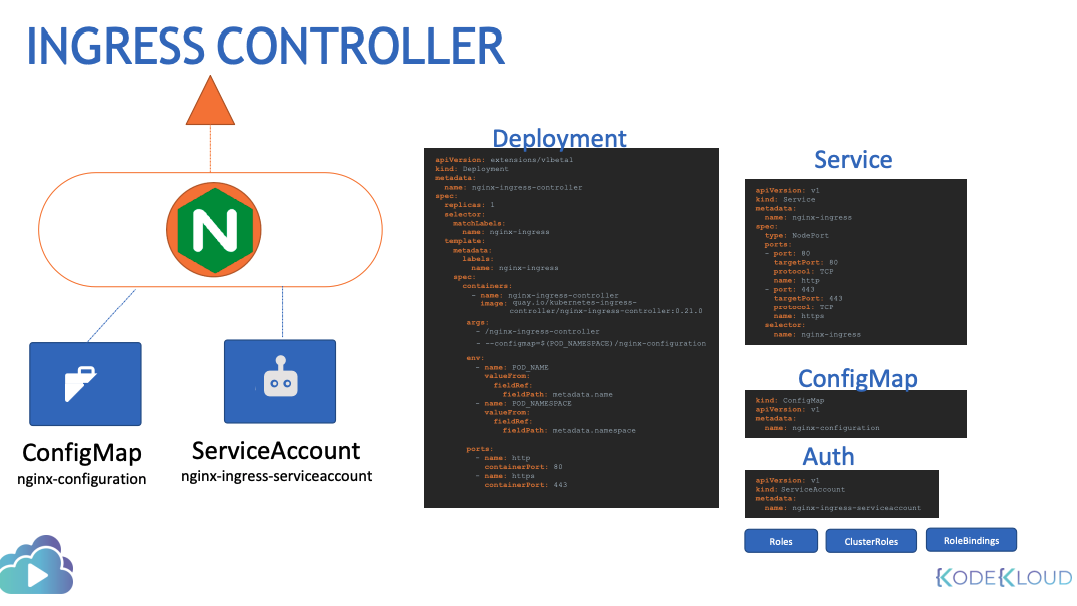 INGRESS CONTROLLER
N
ConfigMap
nginx-configuration
ServiceAccount
nginx-ingress-serviceaccount
Deployment
apiVersion: extensions/v1beta1
kind: Deployment
metadata:
  name: nginx-ingress-controller
spec:
  replicas: 1
  selector:
    matchLabels:
      name: nginx-ingress
  template:
    metadata:
      labels:
        name: nginx-ingress
    spec:
      containers:
        - name: nginx-ingress-controller
          image: quay.io/kubernetes-ingress-
controller/nginx-ingress-controller:0.21.0
      args:
        - /nginx-ingress-controller
        - --configmap=$(POD_NAMESPACE)/nginx-configuration
      env:
        - name: POD_NAME
          valueFrom:
            fieldRef:
              fieldPath: metadata.name
        - name: POD_NAMESPACE
          valueFrom:
            fieldRef:
              fieldPath: metadata.namespace
      ports:
        - name: http
          containerPort: 80
        - name: https
          containerPort: 443
Service
apiVersion: v1
kind: Service
metadata:
  name: nginx-ingress
spec:
  type: NodePort
  ports:
  - port: 80
    targetPort: 80
    protocol: TCP
    name: http
  - port: 443
    targetPort: 443
    protocol: TCP
    name: https
  selector:
    name: nginx-ingress
ConfigMap
kind: ConfigMap
apiVersion: v1
metadata:
  name: nginx-configuration
Auth
apiVersion: v1
kind: ServiceAccount
metadata:
  name: nginx-ingress-serviceaccount
Roles
ClusterRoles
RoleBindings
KODEKLOUD